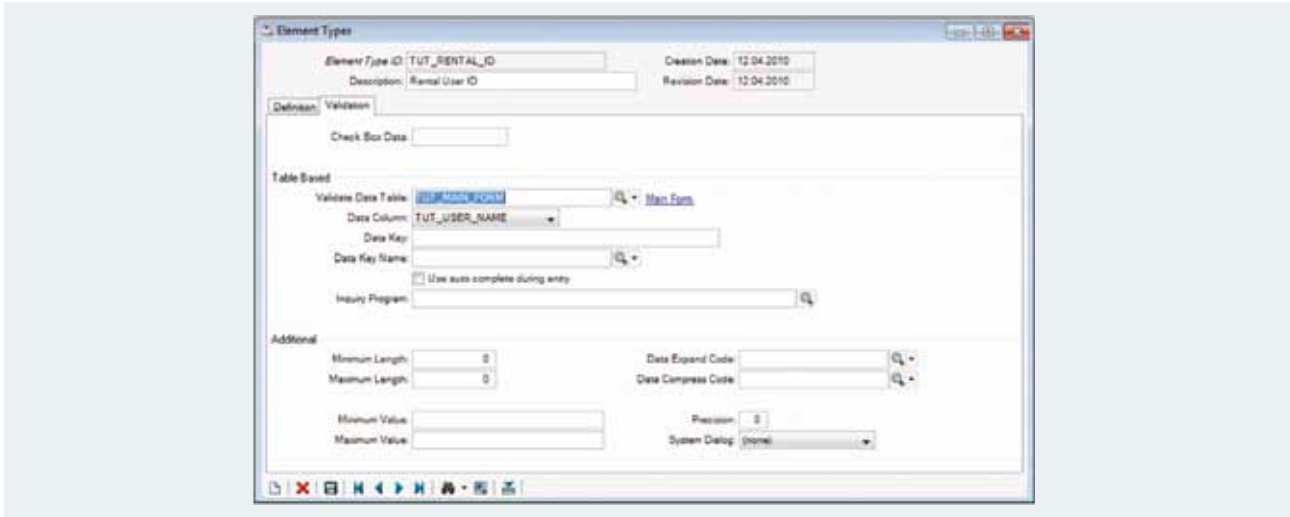 Element Types
Element Type ID: TUT_RENTAL_ID Creation Date: 12.04.2010
Description: Rental User ID Revision Date: 12.04.2010
Definition Validation
Check Box Data:
Table Based
Validate Data Table: TUT_MAIN_FORM Main Form
Data Column: TUT_USER_NAME
Data Key:
Data Key Name:
Use auto complete during entry
Inquiry Program:
Additional
Minimum Length: 0 Data Expand Code:
Maximum Length: 0 Data Compress Code:
Minimum Value: Precision: 0
Maximum Value: System Dialog: (none)